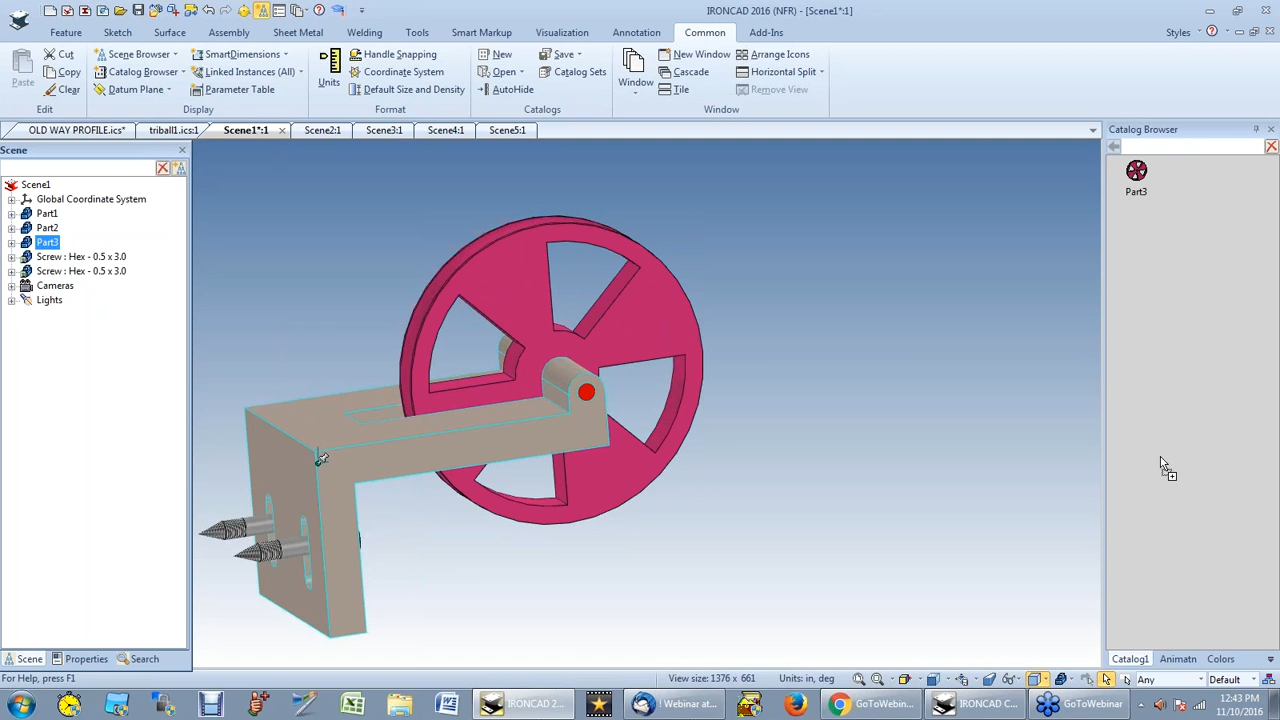 IRONCAD 2016 (NFR) - [Scene1*:1]
Feature Sketch Surface Assembly Sheet Metal Welding Tools Smart Markup Visualization Annotation Common Add-Ins Styles
Paste Cut Copy Clear
Edit
Scene Browser SmartDimensions
Catalog Browser Linked Instances (All)
Datum Plane Parameter Table
Display
Units Handle Snapping
Coordinate System
Default Size and Density
Format
New Save
Open Catalog Sets
AutoHide
Catalogs
Window New Window Arrange Icons
Cascade Horizontal Split
Tile Remove View
Window
OLD WAY PROFILE.ics* triball1.ics:1 Scene1*:1 Scene2:1 Scene3:1 Scene4:1 Scene5:1
Scene
Scene1
Global Coordinate System
Part1
Part2
Part3
Screw : Hex - 0.5 x 3.0
Screw : Hex - 0.5 x 3.0
Cameras
Lights
Catalog Browser
Part3
Scene Properties Search
Catalog1 Animatn Colors
For Help, press F1 View size: 1376 x 661 Units: in, deg Any Default
IRONCAD 2... ! Webinar at... GoToWebin... IRONCAD C... GoToWebin...
12:43 PM
11/10/2016